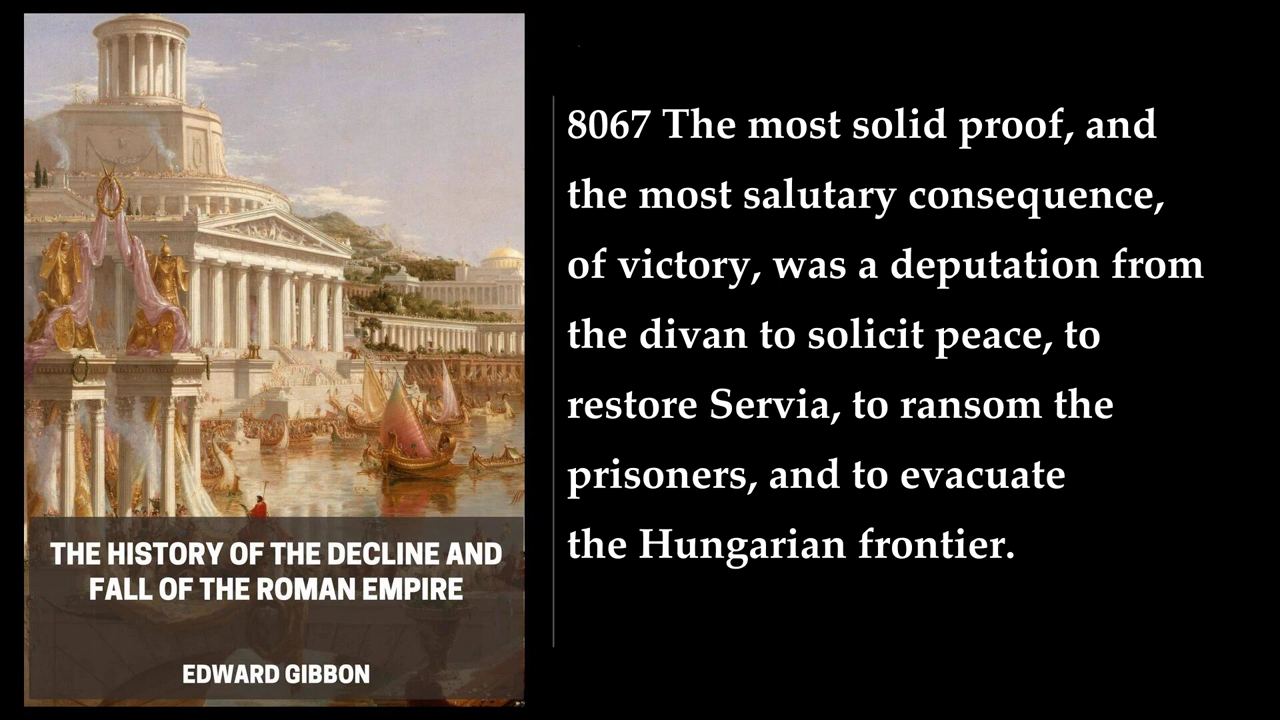 THE HISTORY OF THE DECLINE AND
FALL OF THE ROMAN EMPIRE
EDWARD GIBBON
8067 The most solid proof, and
the most salutary consequence,
of victory, was a deputation from
the divan to solicit peace, to
restore Servia, to ransom the
prisoners, and to evacuate
the Hungarian frontier.